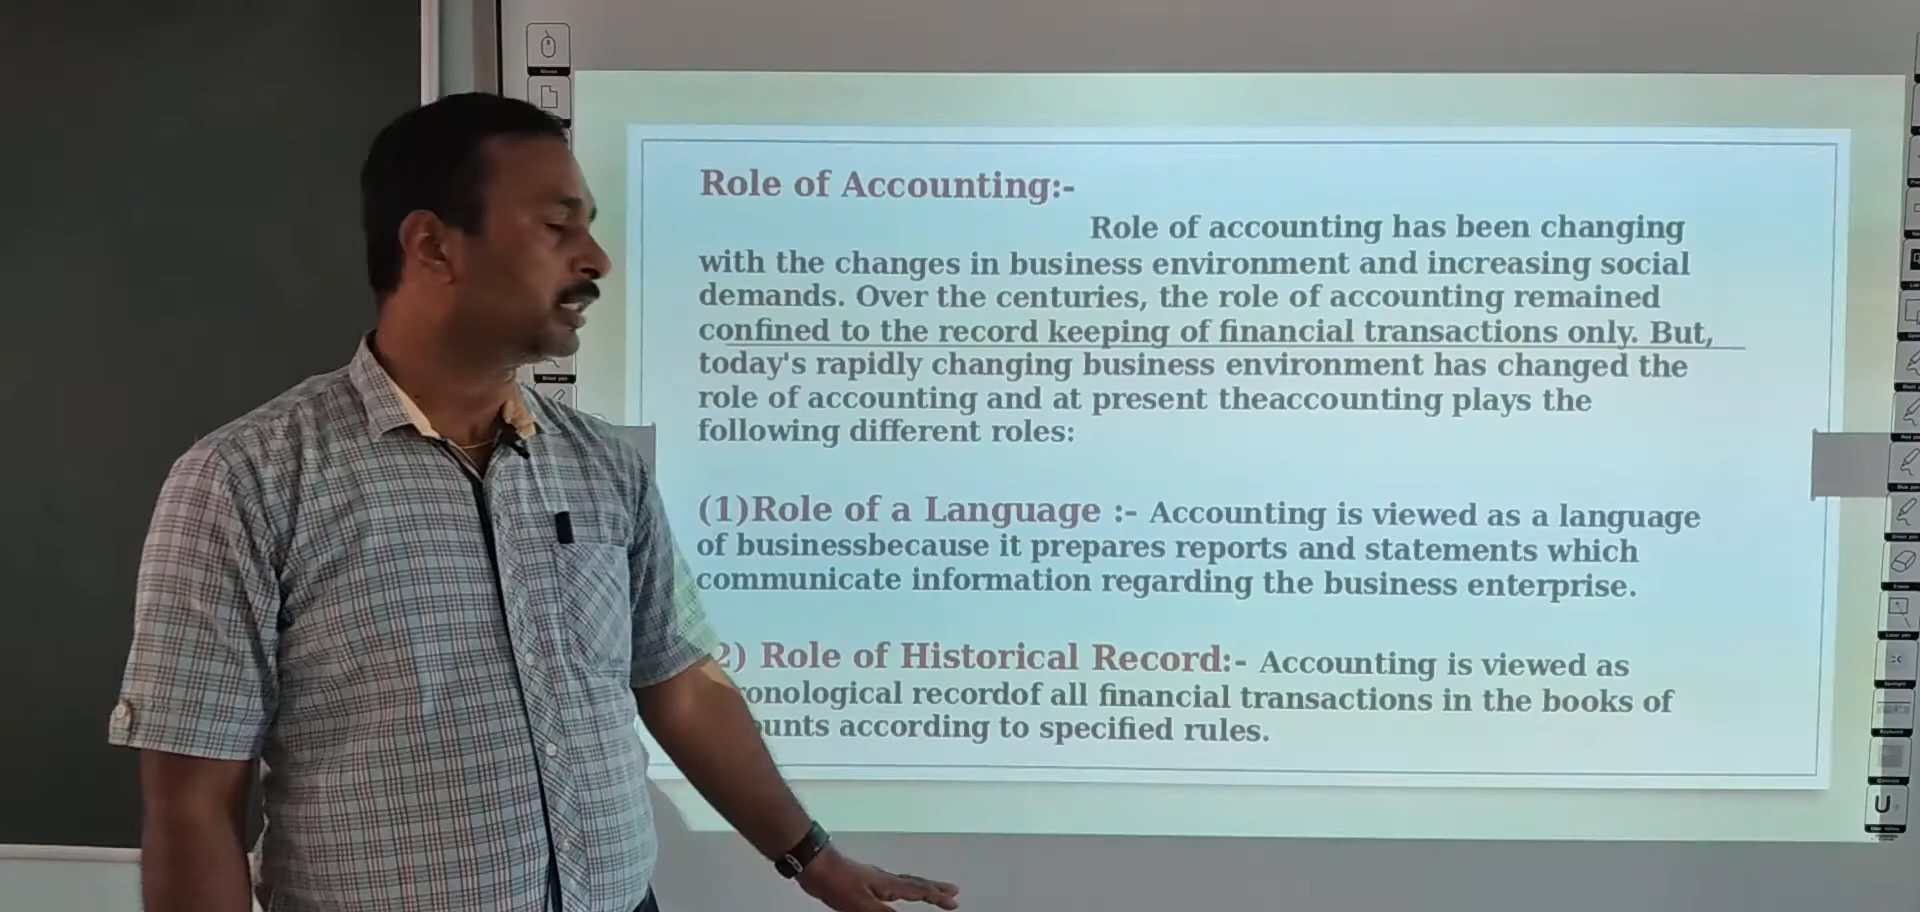 Role of Accounting:-
Role of accounting has been changing
with the changes in business environment and increasing social
demands. Over the centuries, the role of accounting remained
confined to the record keeping of financial transactions only. But,
today's rapidly changing business environment has changed the
role of accounting and at present theaccounting plays the
following different roles:
(1)Role of a Language :- Accounting is viewed as a language
of businessbecause it prepares reports and statements which
communicate information regarding the business enterprise.
2) Role of Historical Record:- Accounting is viewed as
onological recordof all financial transactions in the books of
unts according to specified rules.